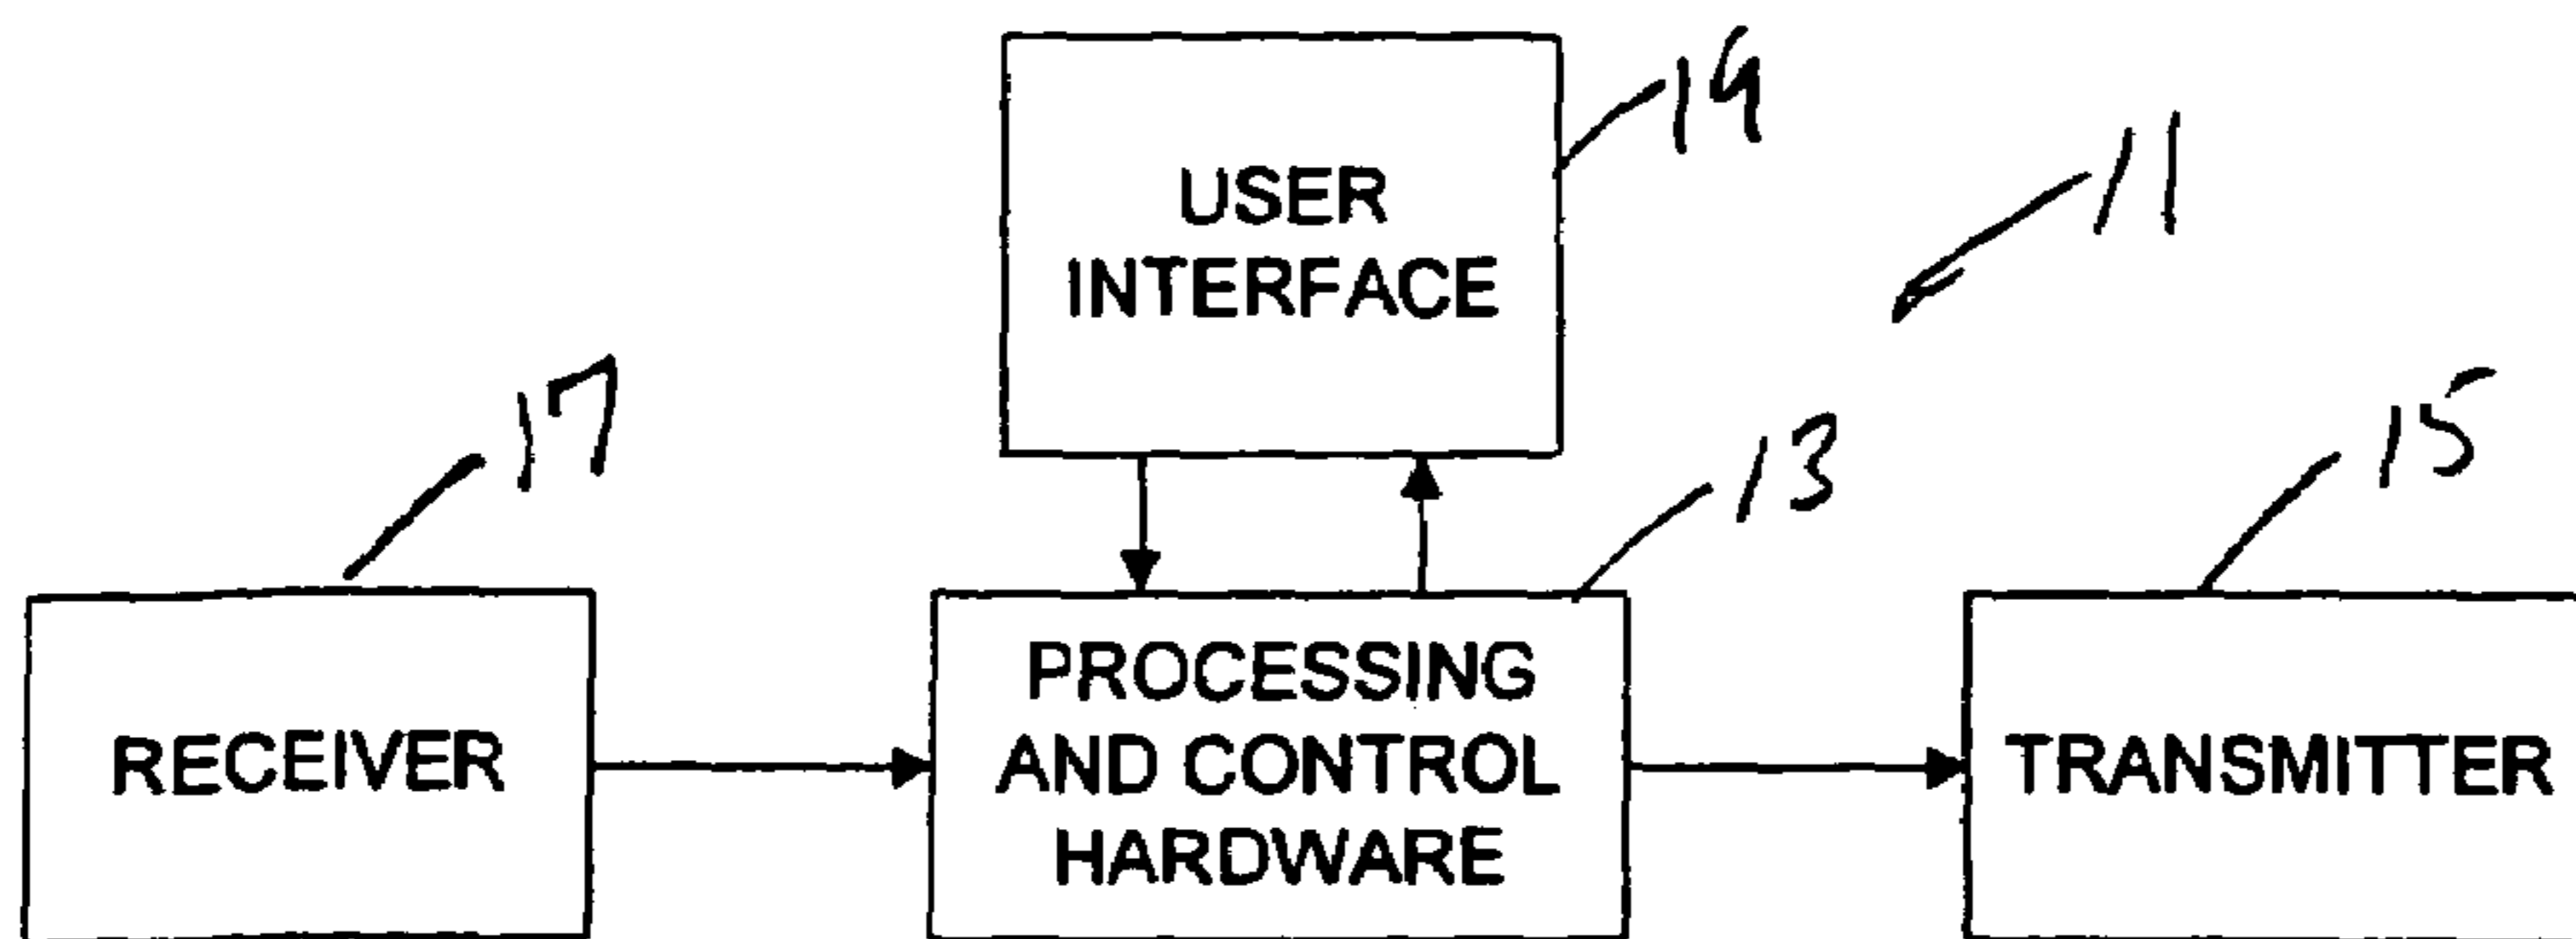 19
USER
INTERFACE
11
17
13
15
RECEIVER
PROCESSING
AND CONTROL
HARDWARE
TRANSMITTER